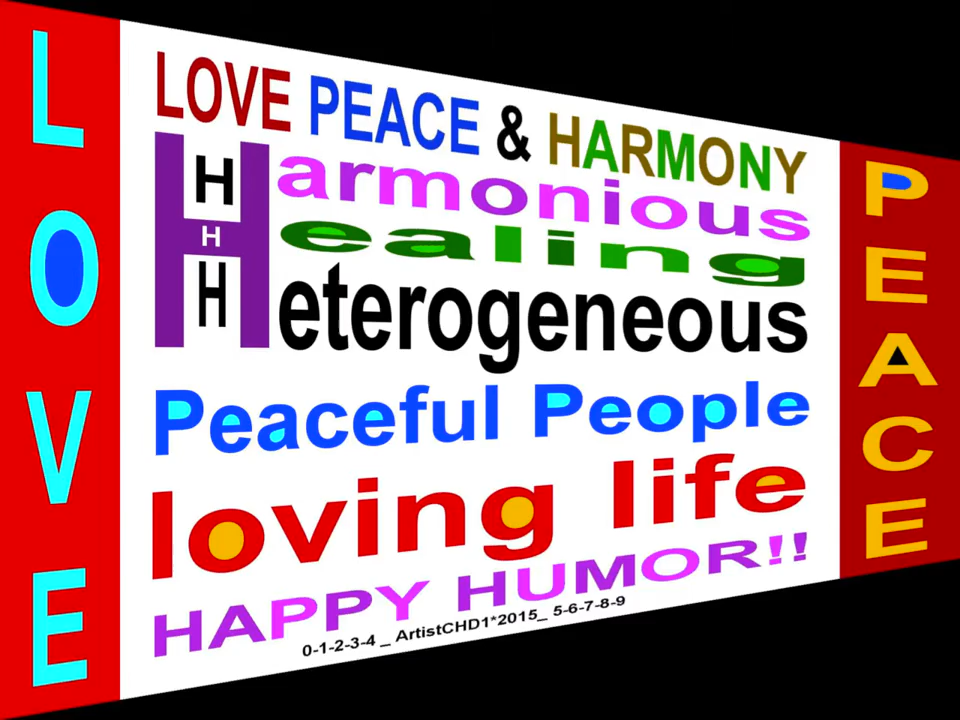 LOVE
LOVE PEACE & HARMONY
Harmonious
Healing
Heterogeneous
H
Peaceful People
loving life
HAPPY HUMOR!!
0-1-2-3-4 _ ArtistCHD1*2015_ 5-6-7-8-9
PEACE